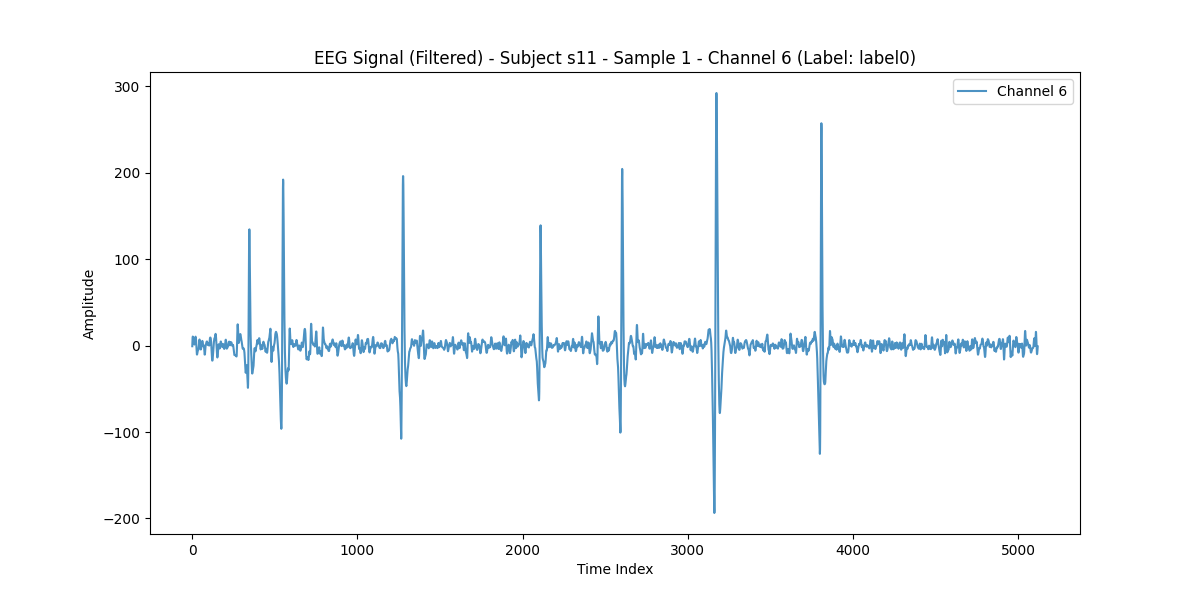 EEG Signal (Filtered) - Subject s11 - Sample 1 - Channel 6 (Label: label0)
Channel 6
300
200
100
0
−100
−200
Amplitude
0 1000 2000 3000 4000 5000
Time Index